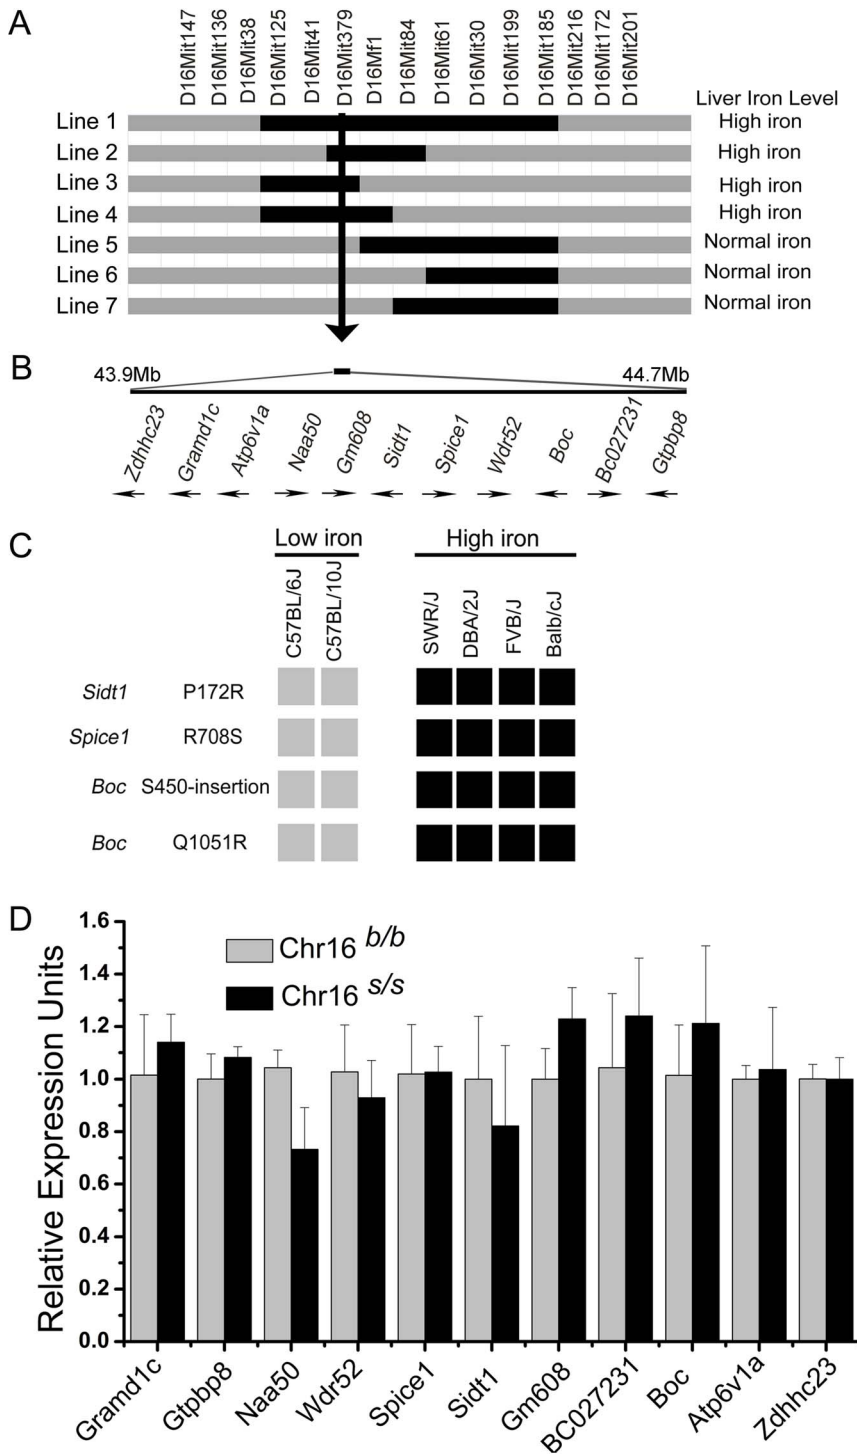 A
D16Mit147
D16Mit136
D16Mit38
D16Mit125
D16Mit41
D16Mit379
D16Mf1
D16Mit84
D16Mit61
D16Mit30
D16Mit199
D16Mit185
D16Mit216
D16Mit172
D16Mit201
Liver Iron Level
Line 1 High iron
Line 2 High iron
Line 3 High iron
Line 4 High iron
Line 5 Normal iron
Line 6 Normal iron
Line 7 Normal iron
B
43.9Mb 44.7Mb
Zdhhc23
Gramd1c
Atp6v1a
Naa50
Gm608
Sidt1
Spice1
Wdr52
Boc
Bc027231
Gtpbp8
C
Low iron High iron
C57BL/6J
C57BL/10J
SWR/J
DBA/2J
FVB/J
Balb/cJ
Sidt1 P172R
Spice1 R708S
Boc S450-insertion
Boc Q1051R
D
Relative Expression Units
1.6
1.4
1.2
1.0
0.8
0.6
0.4
0.2
0.0
Chr16 b/b
Chr16 s/s
Gramd1c
Gtpbp8
Naa50
Wdr52
Spice1
Sidt1
Gm608
BC027231
Boc
Atp6v1a
Zdhhc23